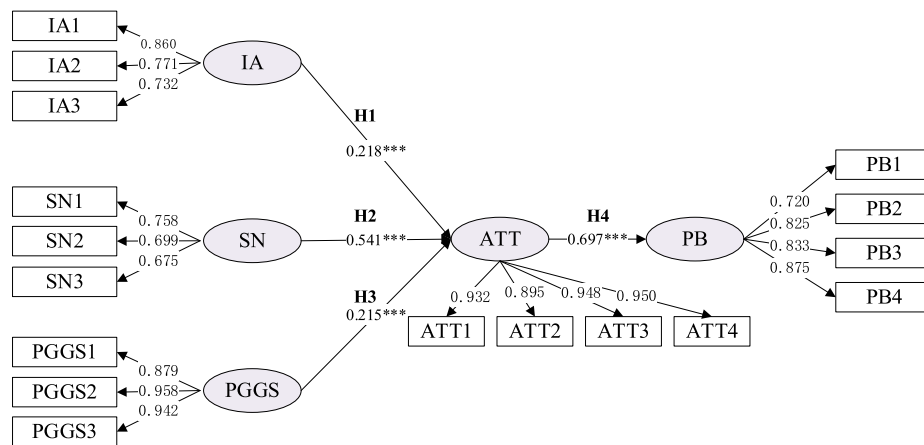 IA1
0.860
IA2
0.771
IA3
0.732
IA
H1
0.218***
SN1
0.758
SN2
0.699
SN3
0.675
SN
H2
0.541***
PGGS1
0.879
PGGS2
0.958
PGGS3
0.942
PGGS
H3
0.215***
ATT
H4
0.697***
0.932
0.895
0.948
0.950
ATT1
ATT2
ATT3
ATT4
PB
0.720
PB1
0.825
PB2
0.833
PB3
0.875
PB4